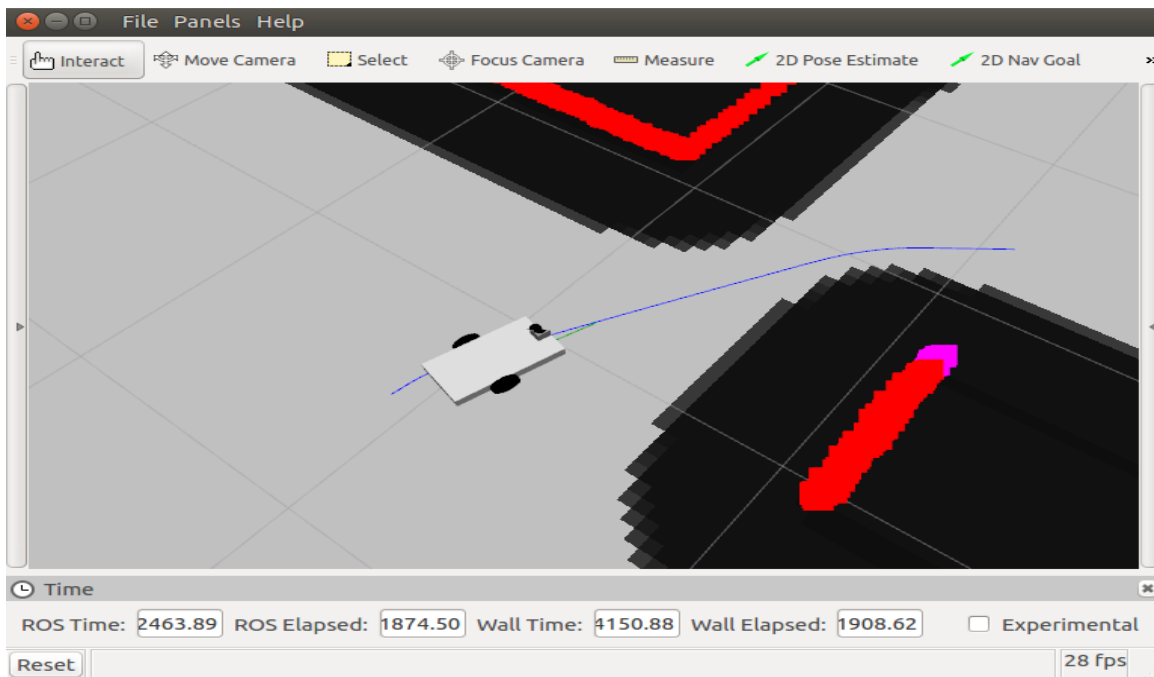 File Panels Help
Interact Move Camera Select Focus Camera Measure 2D Pose Estimate 2D Nav Goal »
Time
ROS Time: 2463.89 ROS Elapsed: 1874.50 Wall Time: 4150.88 Wall Elapsed: 1908.62 Experimental
Reset 28 fps